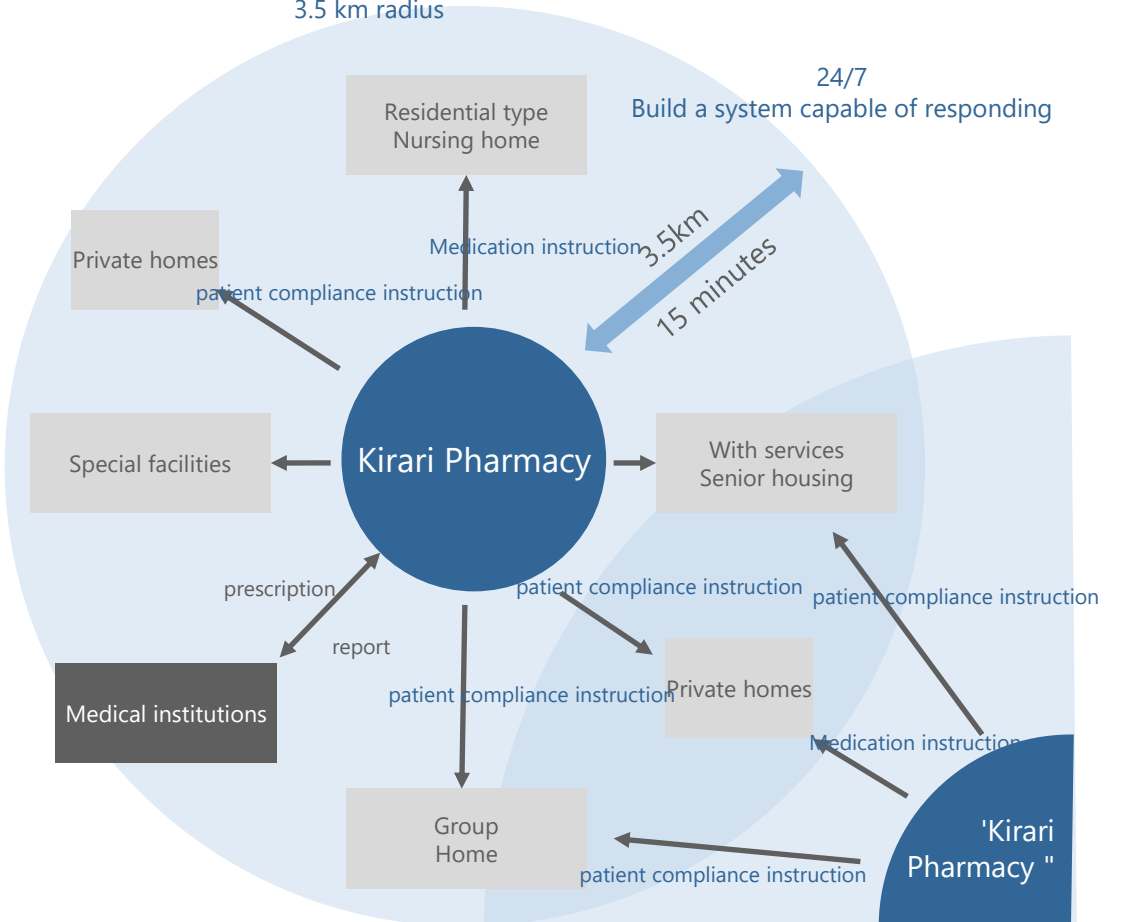 3.5 km radius
24/7
Build a system capable of responding
Residential type
Nursing home
3.5km
15 minutes
Medication instruction
Private homes
patient compliance instruction
Kirari Pharmacy
Special facilities
With services
Senior housing
prescription
patient compliance instruction
patient compliance instruction
report
Medical institutions
patient compliance instruction
Private homes
Medication instruction
Group
Home
'Kirari
Pharmacy "
patient compliance instruction